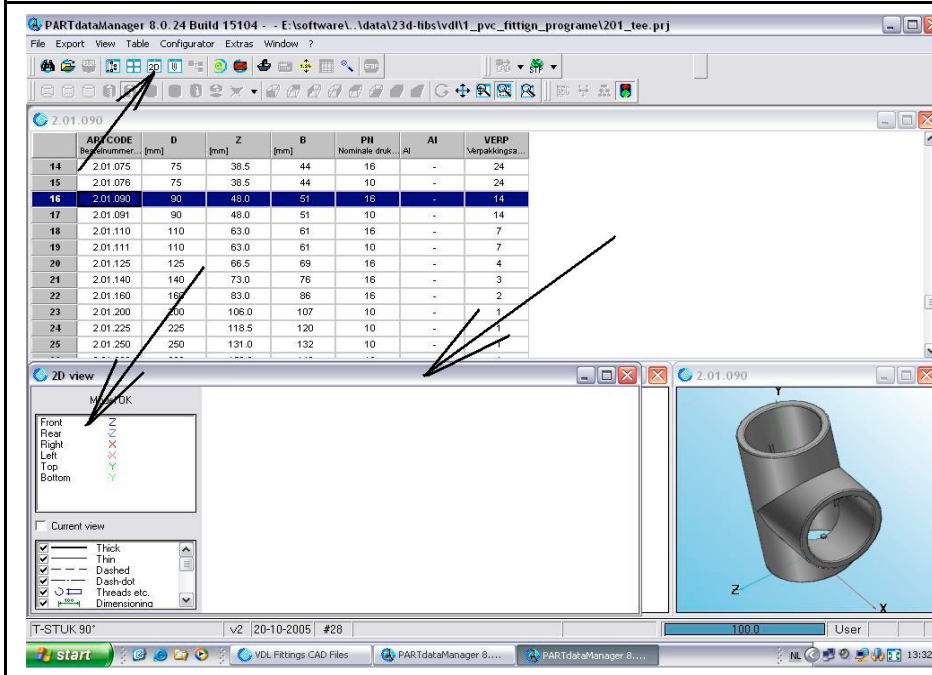 PARTdataManager 8.0.24 Build 15104 - - E:\software\..\data\23d-libs\vdl\1_pvc_fittign_programe\201_tee.prj
File Export View Table Configurator Extras Window ?
2D
STP
2.01.090
ARTCODE D Z B PN AI VERP
Bestelnummer... [mm] [mm] [mm] Nominale druk... AI Verpakkingsa...
14 2.01.075 75 38.5 44 16 - 24
15 2.01.076 75 38.5 44 10 - 24
16 2.01.090 90 48.0 51 16 - 14
17 2.01.091 90 48.0 51 10 - 14
18 2.01.110 110 63.0 61 16 - 7
19 2.01.111 110 63.0 61 10 - 7
20 2.01.125 125 66.5 69 16 - 4
21 2.01.140 140 73.0 76 16 - 3
22 2.01.160 160 83.0 86 16 - 2
23 2.01.200 200 106.0 107 10 - 1
24 2.01.225 225 118.5 120 10 - 1
25 2.01.250 250 131.0 132 10 -
2D view
2.01.090
Front Z
Rear -Z
Right X
Left -X
Top Y
Bottom -Y
Current view
Thick
Thin
Dashed
Dash-dot
Threads etc.
Dimensioning
Y
Z
X
T-STUK 90° v2 20-10-2005 #28 100.0 User
start VDL Fittings CAD Files PARTdataManager 8.... PARTdataManager 8.... NL 13:32